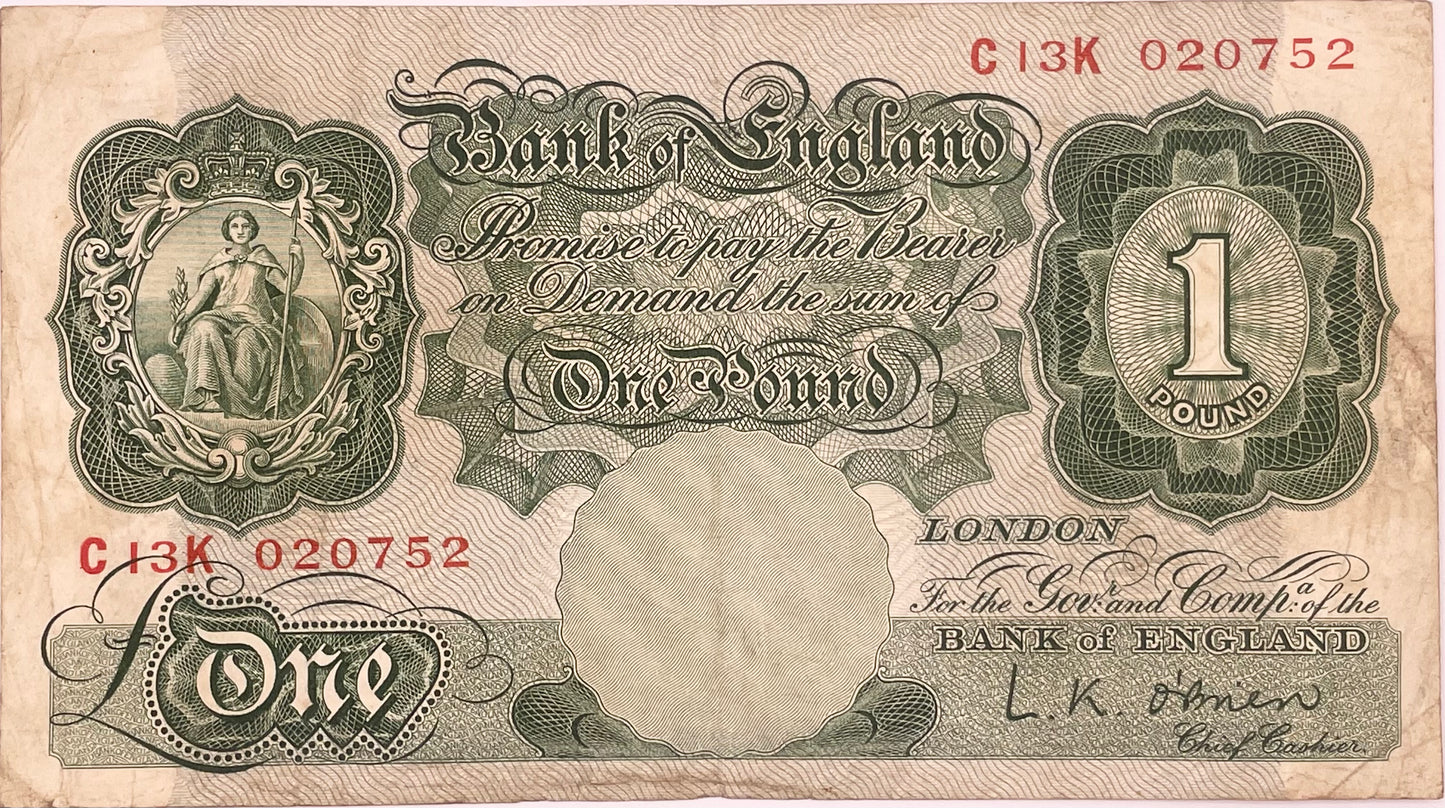 C13K 020752
Bank of England
Promise to pay the Bearer
on Demand the sum of
One Pound
1
POUND
C13K 020752
£ One
LONDON
For the Govr: and Compa: of the
BANK of ENGLAND
L. K. O'Brien
Chief Cashier.